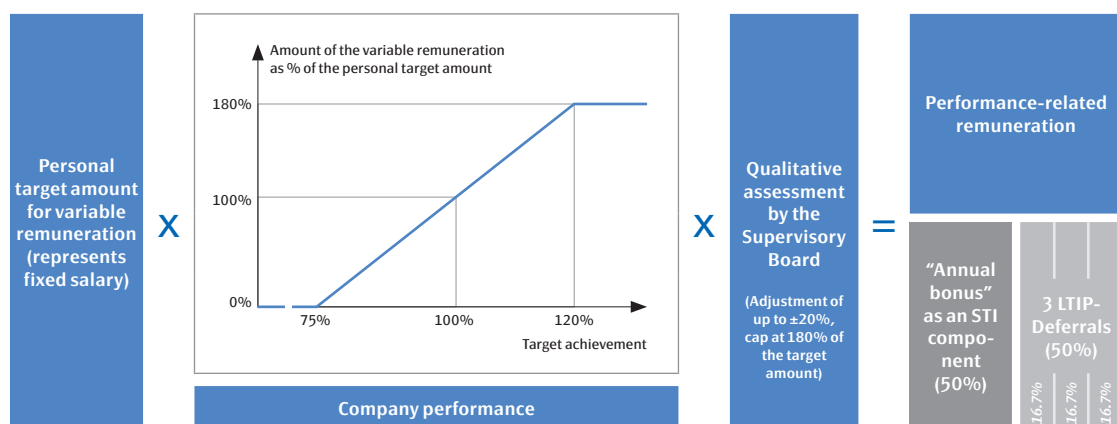 Personal
target amount
for variable
remuneration
(represents
fixed salary)
x
Amount of the variable remuneration
as % of the personal target amount
180%
100%
0%
75%
100%
120%
Target achievement
Company performance
x
Qualitative
assessment
by the
Supervisory
Board
(Adjustment of
up to ±20%,
cap at 180% of
the target
amount)
=
Performance-related
remuneration
“Annual
bonus”
as an STI
compo-
nent
(50%)
3 LTIP-
Deferrals
(50%)
16.7%
16.7%
16.7%